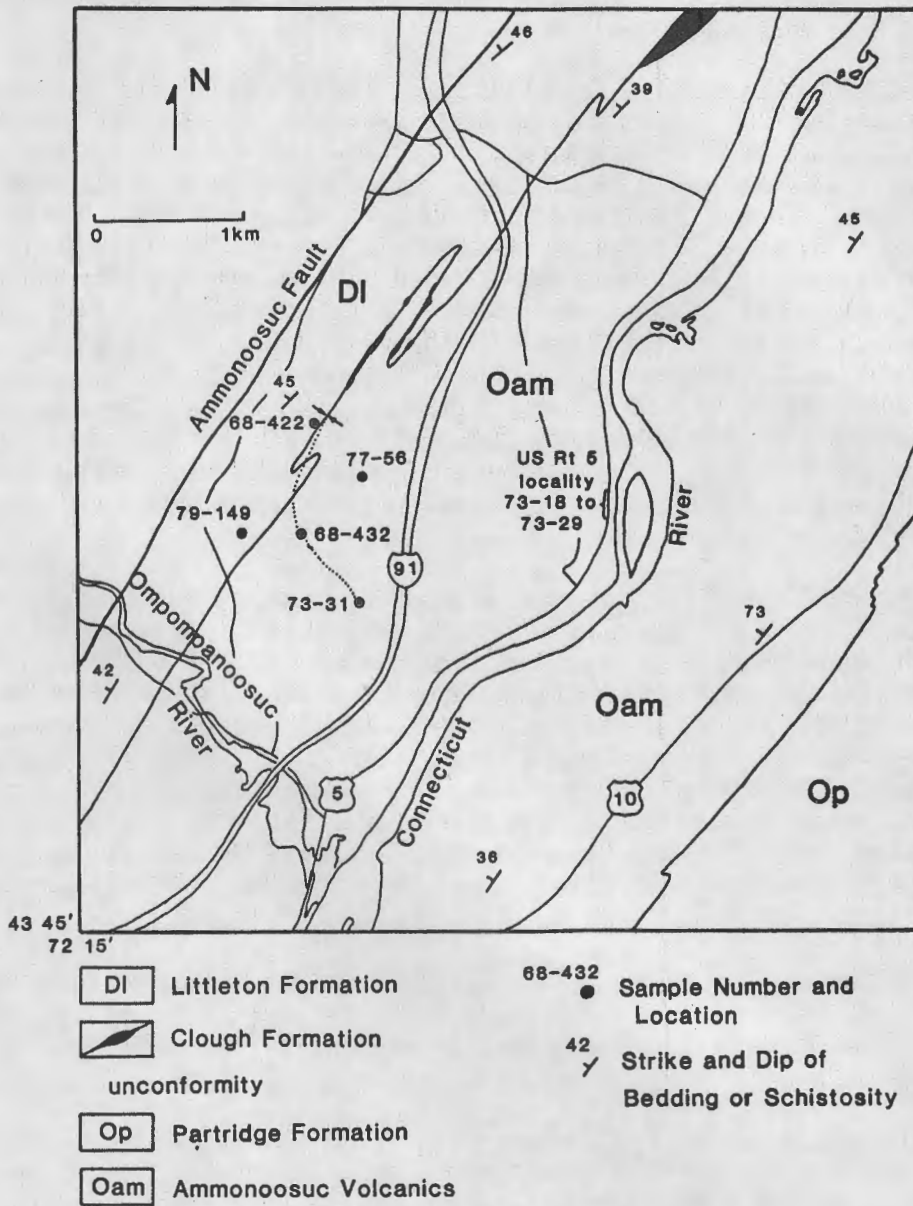 46
N
39
0 1km
45
Ammonoosuc Fault
Dl
45
Oam
68-422
77-56
US Rt 5
locality
73-18 to
73-29
79-149
68-432
River
91
Ompompanoosuc
73-31
73
42
River
Oam
Connecticut
5
10
Op
36
43 45'
72 15'
Dl Littleton Formation
Clough Formation
unconformity
Op Partridge Formation
Oam Ammonoosuc Volcanics
68-432
Sample Number and
Location
42
Strike and Dip of
Bedding or Schistosity